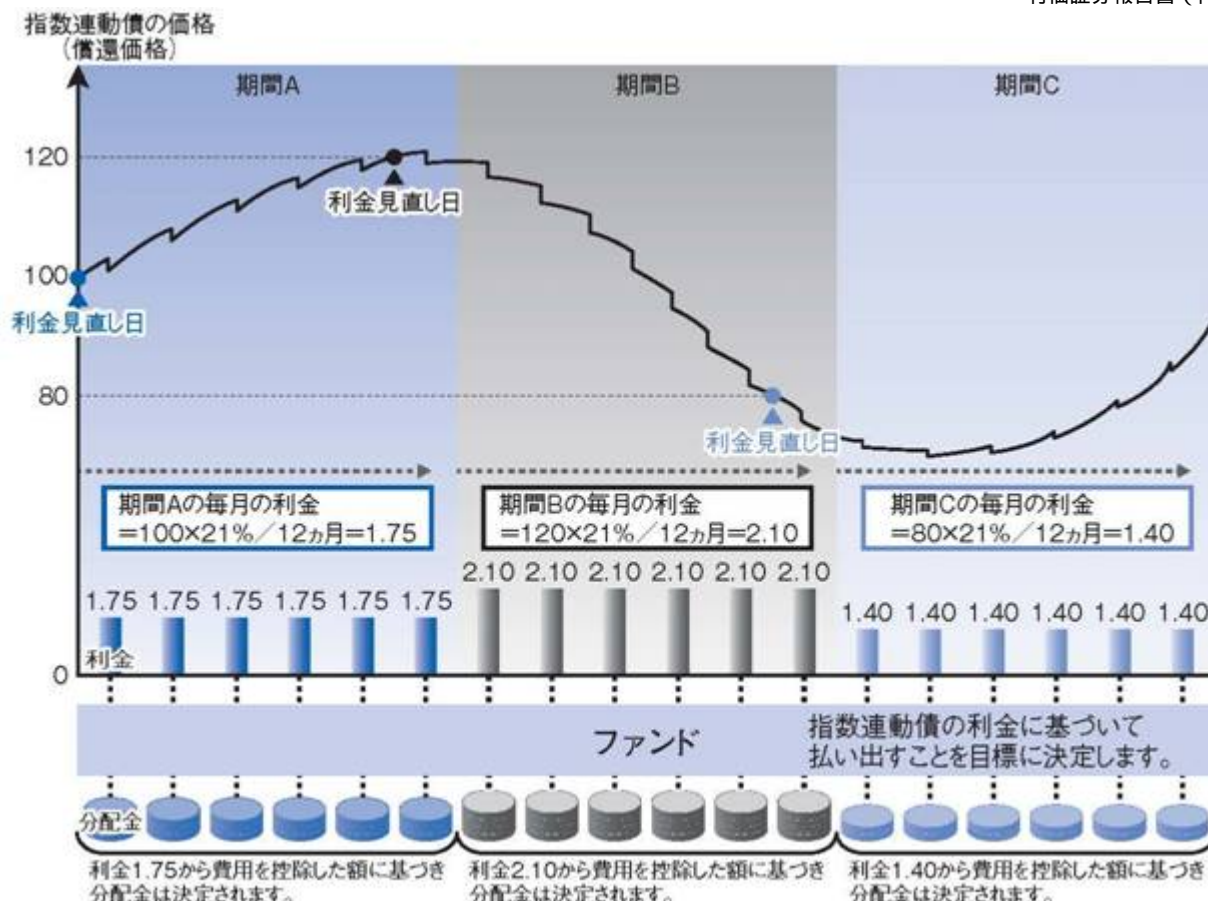 指数連動債の価格
（償還価格）
期間A
期間B
期間C
120
100
80
0
利金見直し日
利金見直し日
利金見直し日
期間Aの毎月の利金
=100×21%／12ヵ月=1.75
期間Bの毎月の利金
=120×21%／12ヵ月=2.10
期間Cの毎月の利金
=80×21%／12ヵ月=1.40
1.75 1.75 1.75 1.75 1.75 1.75
2.10 2.10 2.10 2.10 2.10 2.10
1.40 1.40 1.40 1.40 1.40 1.40
利金
ファンド
指数連動債の利金に基づいて
払い出すことを目標に決定します。
分配金
利金1.75から費用を控除した額に基づき
分配金は決定されます。
利金2.10から費用を控除した額に基づき
分配金は決定されます。
利金1.40から費用を控除した額に基づき
分配金は決定されます。